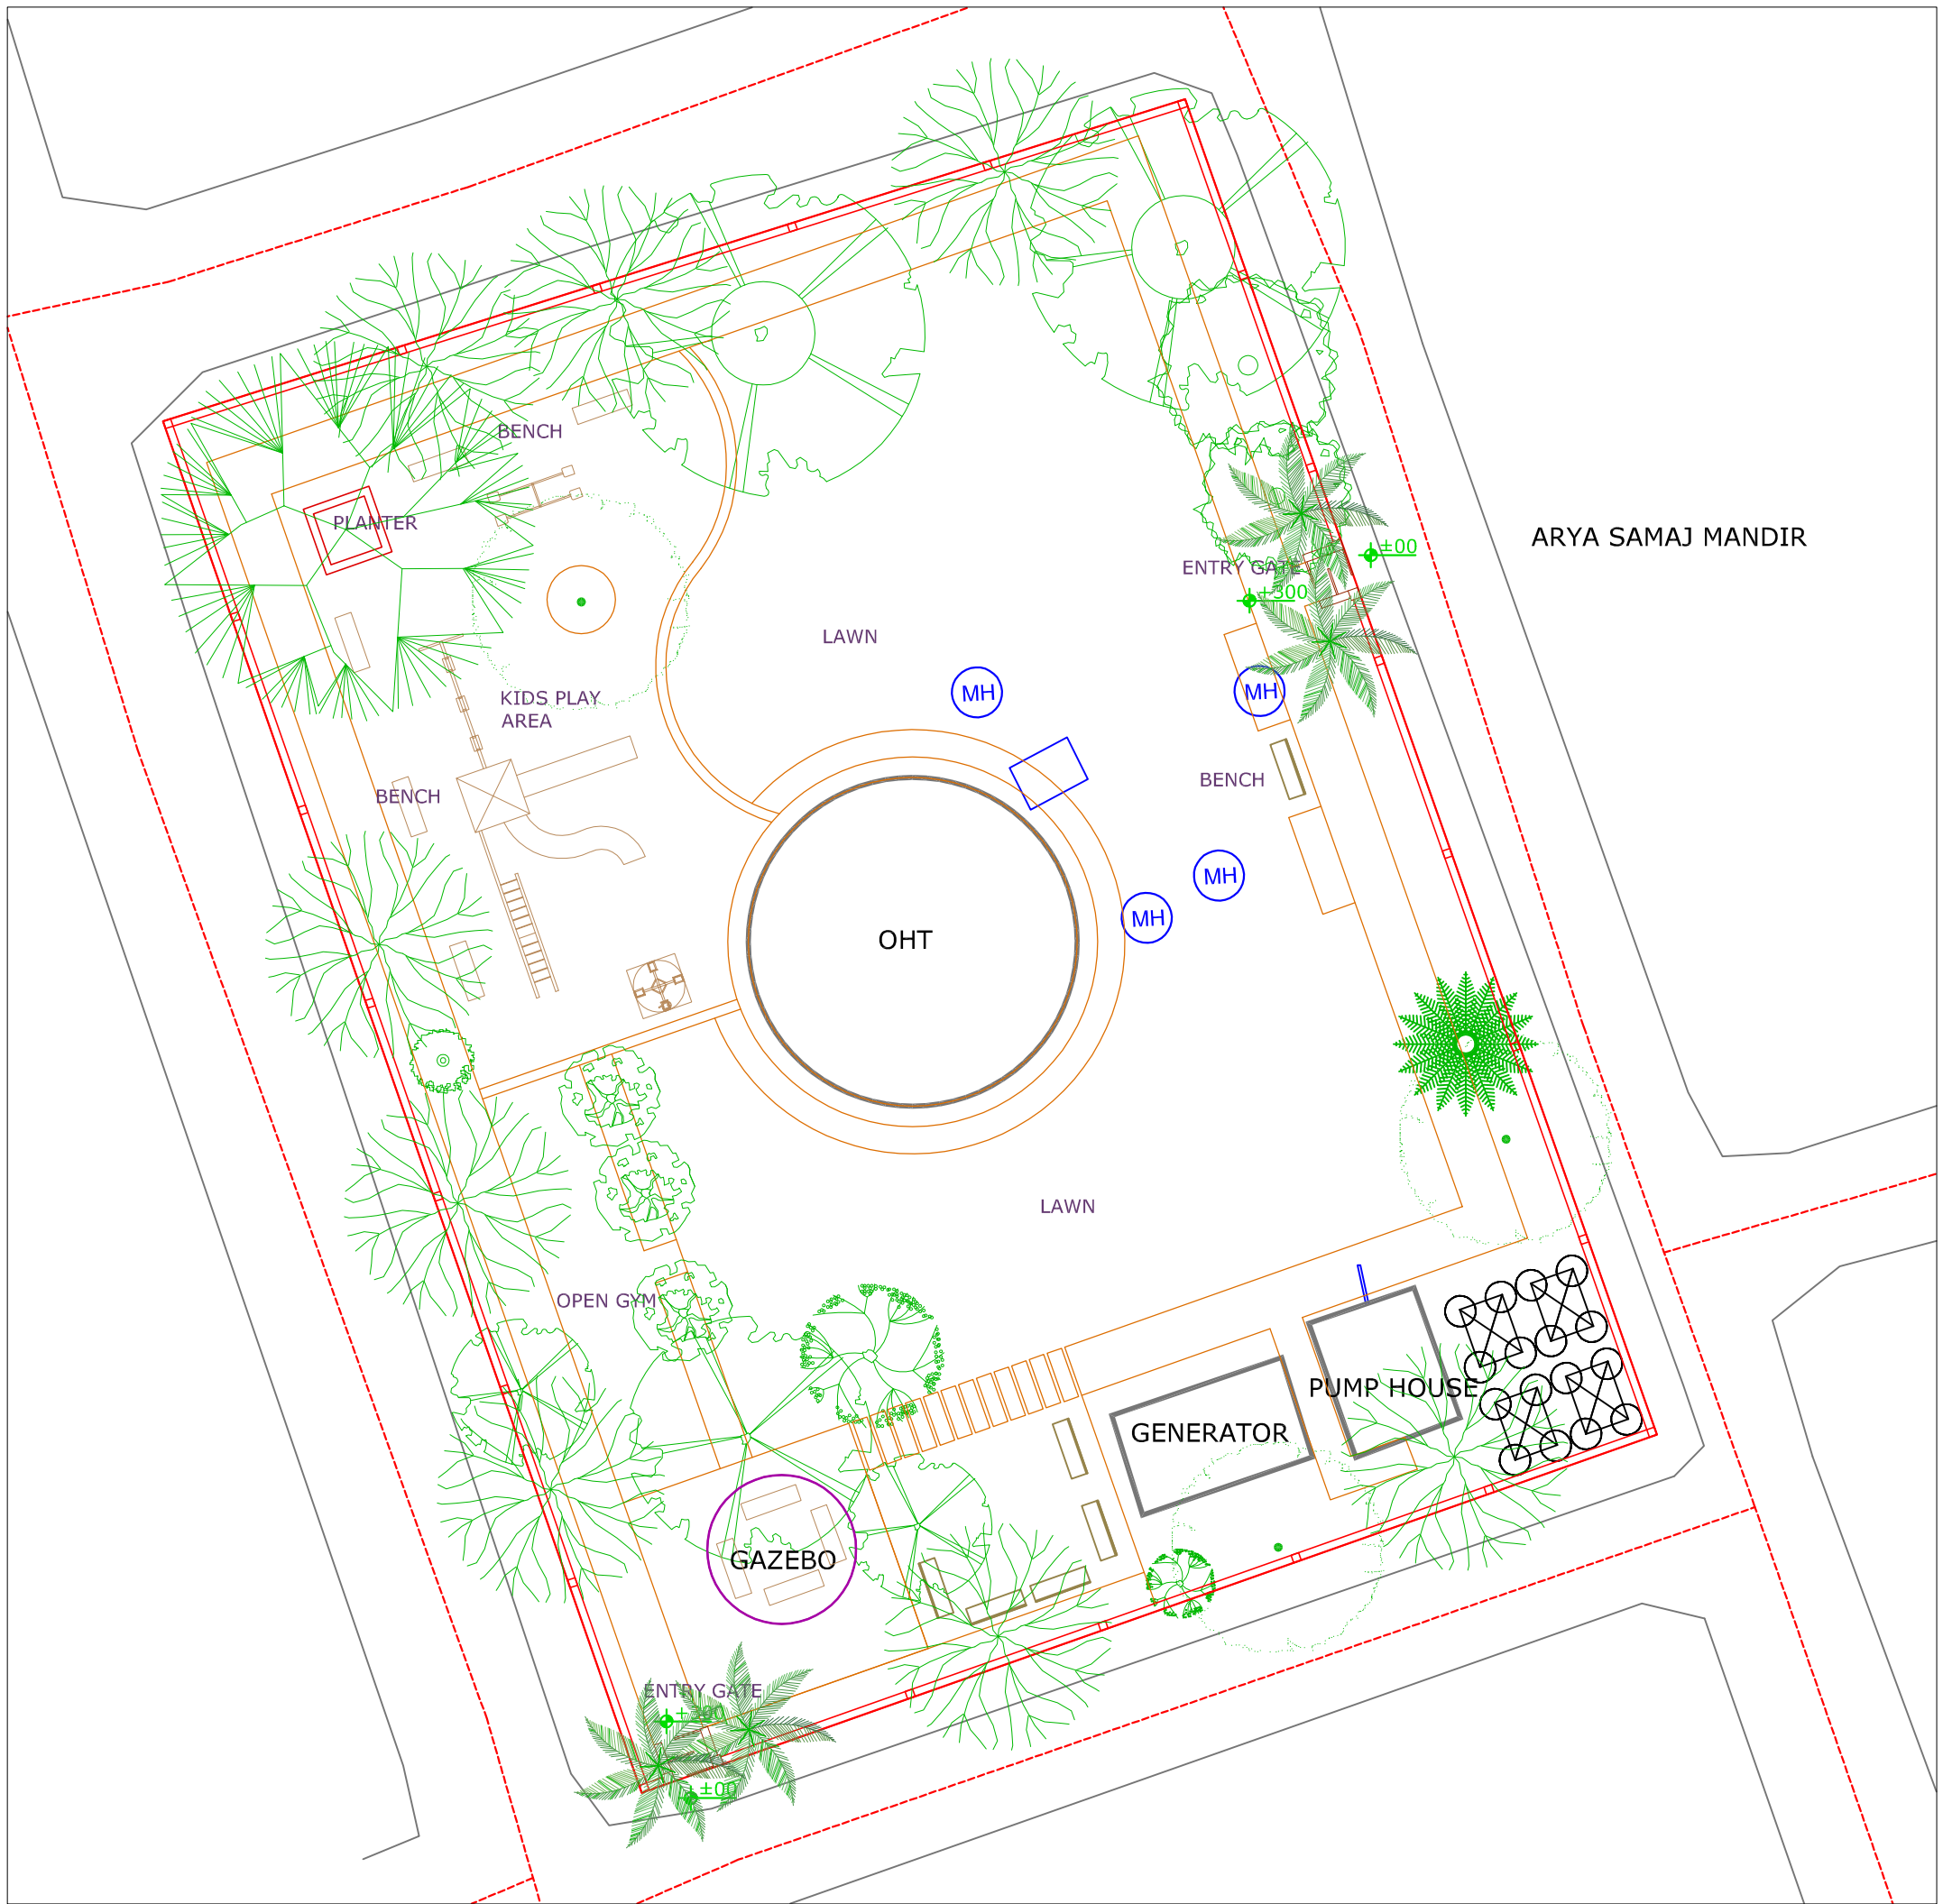 BENCH
PLANTER
ARYA SAMAJ MANDIR
±00
ENTRY GATE
+300
LAWN
MH
MH
KIDS PLAY
AREA
BENCH
BENCH
MH
MH
OHT
LAWN
OPEN GYM
PUMP HOUSE
GENERATOR
GAZEBO
ENTRY GATE
+300
±00